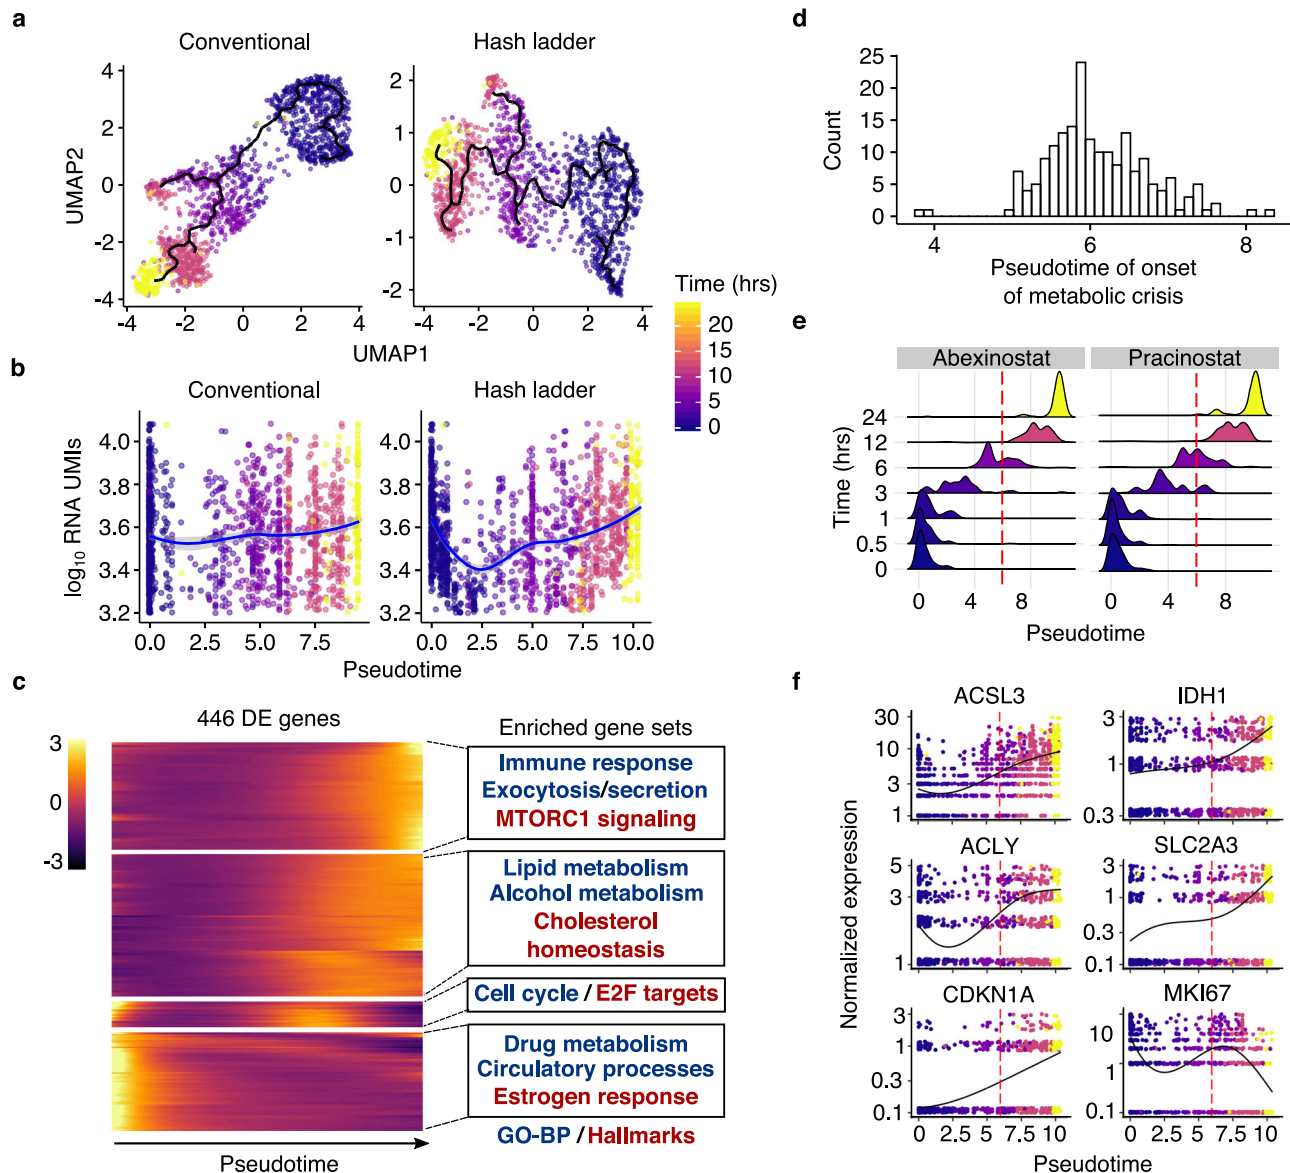 a
Conventional
Hash ladder
UMAP2
4
2
0
-2
-4
2
1
0
-1
-2
-4 -2 0 2 4
-4 -2 0 2 4
UMAP1
Time (hrs)
20
15
10
5
0
b
Conventional
Hash ladder
log10 RNA UMIs
4.0
3.8
3.6
3.4
3.2
4.0
3.8
3.6
3.4
3.2
0.0 2.5 5.0 7.5
0.0 2.5 5.0 7.5 10.0
Pseudotime
c
446 DE genes
Enriched gene sets
3
0
-3
Immune response
Exocytosis/secretion
MTORC1 signaling
Lipid metabolism
Alcohol metabolism
Cholesterol
homeostasis
Cell cycle / E2F targets
Drug metabolism
Circulatory processes
Estrogen response
GO-BP / Hallmarks
Pseudotime
d
Count
25
20
15
10
5
0
4 6 8
Pseudotime of onset
of metabolic crisis
e
Abexinostat
Pracinostat
Time (hrs)
24
12
6
3
1
0.5
0
0 4 8
0 4 8
Pseudotime
f
Normalized expression
ACSL3
30
10
3
1
IDH1
3
1
0.3
ACLY
5
3
1
SLC2A3
3
1
0.3
0.1
CDKN1A
3
1
0.3
0.1
MKI67
10
1
0.1
0 2.5 5 7.5 10
0 2.5 5 7.5 10
Pseudotime